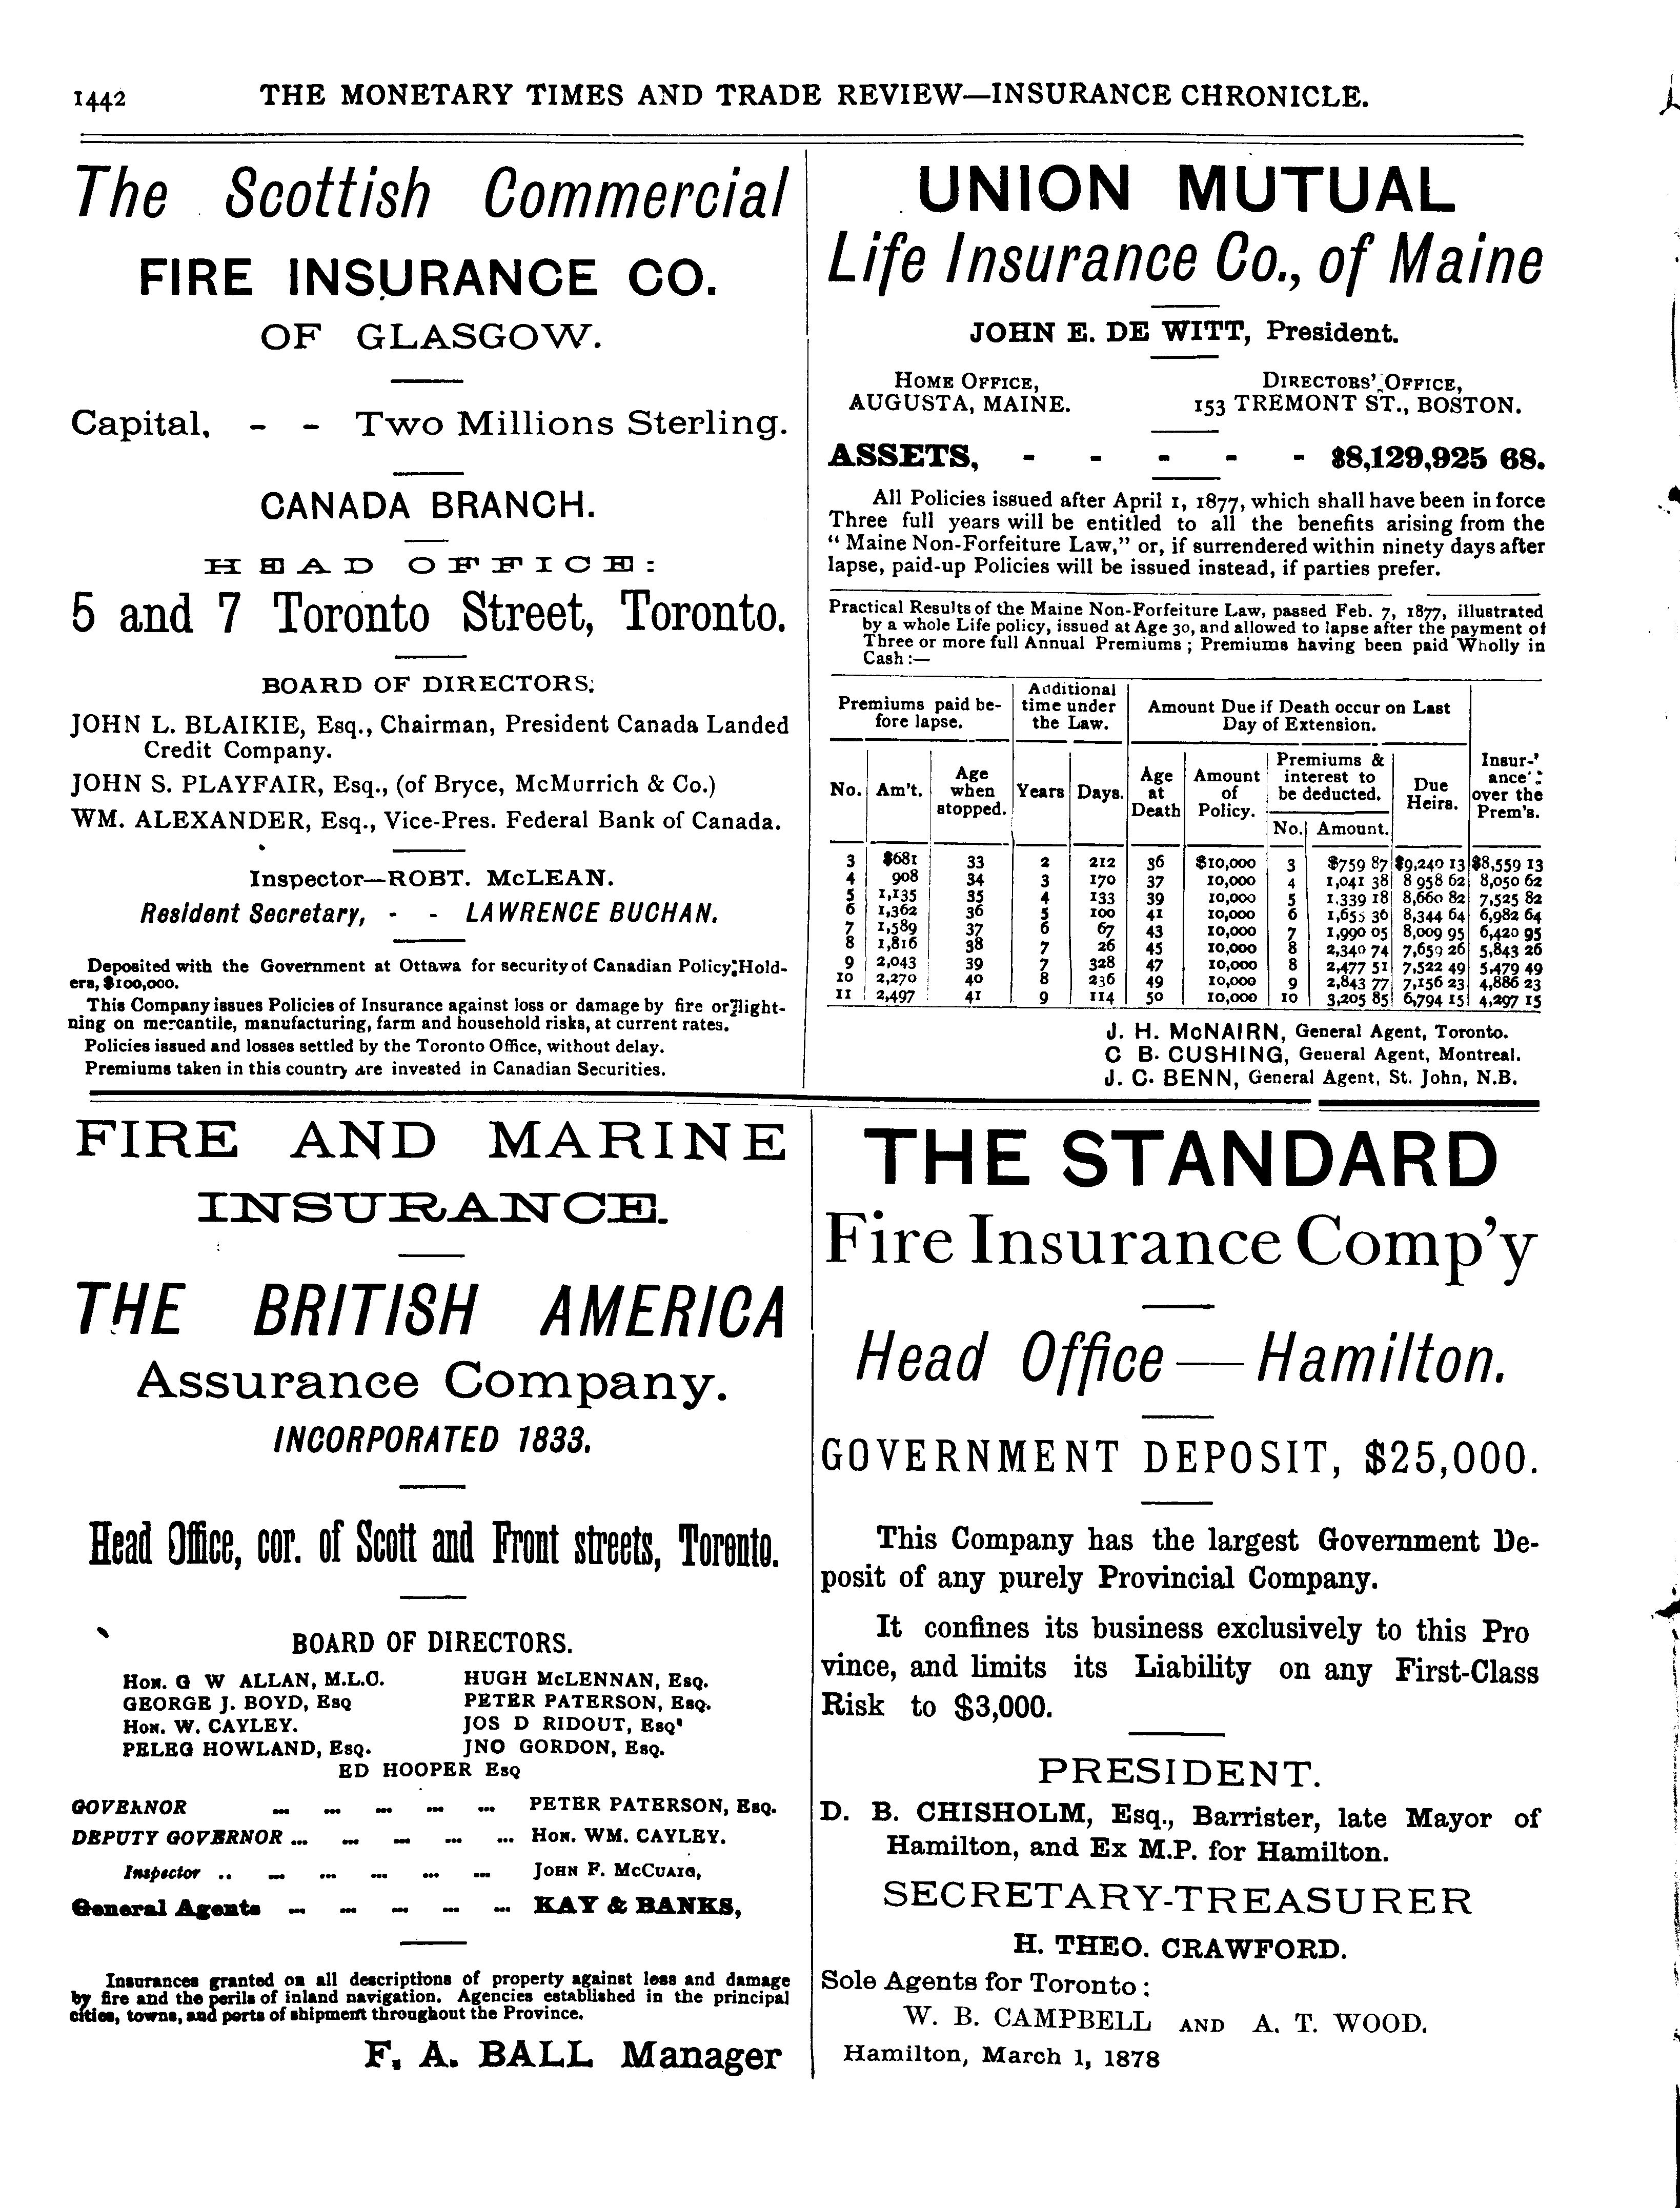 1442 THE MONETARY TIMES AND TRADE REVIEW—INSURANCE CHRONICLE.
The Scottish Commercial
FIRE INSURANCE CO.
OF GLASGOW.
Capital, - - Two Millions Sterling.
CANADA BRANCH.
HEAD OFFICE:
5 and 7 Toronto Street, Toronto.
BOARD OF DIRECTORS:
JOHN L. BLAIKIE, Esq., Chairman, President Canada Landed
Credit Company.
JOHN S. PLAYFAIR, Esq., (of Bryce, McMurrich & Co.)
WM. ALEXANDER, Esq., Vice-Pres. Federal Bank of Canada.
Inspector—ROBT. McLEAN.
Resident Secretary, - - LAWRENCE BUCHAN.
Deposited with the Government at Ottawa for security of Canadian Policy Hold-
ers, $100,000.
This Company issues Policies of Insurance against loss or damage by fire or light-
ning on mercantile, manufacturing, farm and household risks, at current rates.
Policies issued and losses settled by the Toronto Office, without delay.
Premiums taken in this country are invested in Canadian Securities.
UNION MUTUAL
Life Insurance Co., of Maine
JOHN E. DE WITT, President.
HOME OFFICE, DIRECTORS' OFFICE,
AUGUSTA, MAINE. 153 TREMONT ST., BOSTON.
ASSETS, - - - - - $8,129,925 68.
All Policies issued after April 1, 1877, which shall have been in force
Three full years will be entitled to all the benefits arising from the
“ Maine Non-Forfeiture Law,” or, if surrendered within ninety days after
lapse, paid-up Policies will be issued instead, if parties prefer.
Practical Results of the Maine Non-Forfeiture Law, passed Feb. 7, 1877, illustrated
by a whole Life policy, issued at Age 30, and allowed to lapse after the payment of
Three or more full Annual Premiums ; Premiums having been paid Wholly in
Cash :—
Premiums paid be-
fore lapse.
Additional
time under
the Law.
Amount Due if Death occur on Last
Day of Extension.
Insur-
ance
over the
Prem's.
No. Am't. Age
when
stopped.
Years Days. Age
at
Death
Amount
of
Policy.
Premiums &
interest to
be deducted.
No. Amount.
Due
Heirs.
3 $681 33 2 212 36 $10,000 3 $759 87 $9,240 13 $8,559 13
4 908 34 3 170 37 10,000 4 1,041 38 8 958 62 8,050 62
5 1,135 35 4 133 39 10,000 5 1.339 18 8,660 82 7,525 82
6 1,362 36 5 100 41 10,000 6 1,655 36 8,344 64 6,982 64
7 1,589 37 6 67 43 10,000 7 1,990 05 8,009 95 6,420 95
8 1,816 38 7 26 45 10,000 8 2,340 74 7,659 26 5,843 26
9 2,043 39 7 328 47 10,000 8 2,477 51 7,522 49 5,479 49
10 2,270 40 8 236 49 10,000 9 2,843 77 7,156 23 4,886 23
11 2,497 41 9 114 50 10,000 10 3,205 85 6,794 15 4,297 15
J. H. McNAIRN, General Agent, Toronto.
C B. CUSHING, General Agent, Montreal.
J. C. BENN, General Agent, St. John, N.B.
FIRE AND MARINE
INSURANCE.
THE BRITISH AMERICA
Assurance Company.
INCORPORATED 1833.
Head Office, cor. of Scott and Front streets, Toronto.
BOARD OF DIRECTORS.
HON. G W ALLAN, M.L.C. HUGH McLENNAN, ESQ.
GEORGE J. BOYD, ESQ PETER PATERSON, ESQ.
HON. W. CAYLEY. JOS D RIDOUT, ESQ'
PELEG HOWLAND, ESQ. JNO GORDON, ESQ.
ED HOOPER ESQ
GOVERNOR ... ... ... ... ... PETER PATERSON, ESQ.
DEPUTY GOVERNOR ... ... ... ... ... HON. WM. CAYLEY.
Inspector .. ... ... ... ... ... JOHN F. McCUAIG,
General Agents ... ... ... ... ... KAY & BANKS,
Insurances granted on all descriptions of property against loss and damage
by fire and the perils of inland navigation. Agencies established in the principal
cities, towns, and ports of shipment throughout the Province.
F. A. BALL Manager
THE STANDARD
Fire Insurance Comp'y
Head Office — Hamilton.
GOVERNMENT DEPOSIT, $25,000.
This Company has the largest Government De-
posit of any purely Provincial Company.
It confines its business exclusively to this Pro
vince, and limits its Liability on any First-Class
Risk to $3,000.
PRESIDENT.
D. B. CHISHOLM, Esq., Barrister, late Mayor of
Hamilton, and Ex M.P. for Hamilton.
SECRETARY-TREASURER
H. THEO. CRAWFORD.
Sole Agents for Toronto :
W. B. CAMPBELL AND A. T. WOOD.
Hamilton, March 1, 1878